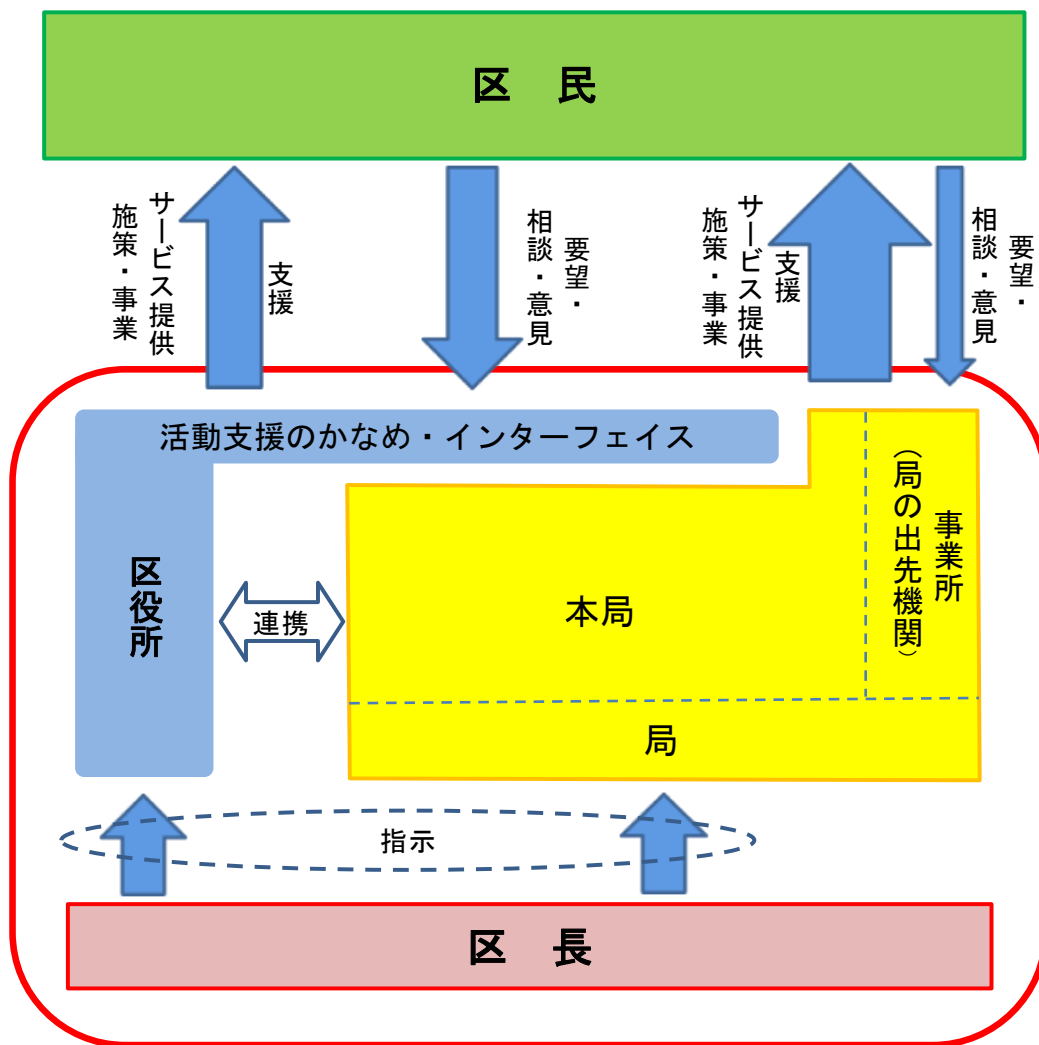 区　民
施策・事業
サービス提供
支援
要望・
相談・意見
施策・事業
サービス提供
支援
要望・
相談・意見
活動支援のかなめ・インターフェイス
区役所
連携
本局
事業所
（局の出先機関）
局
指示
区　長